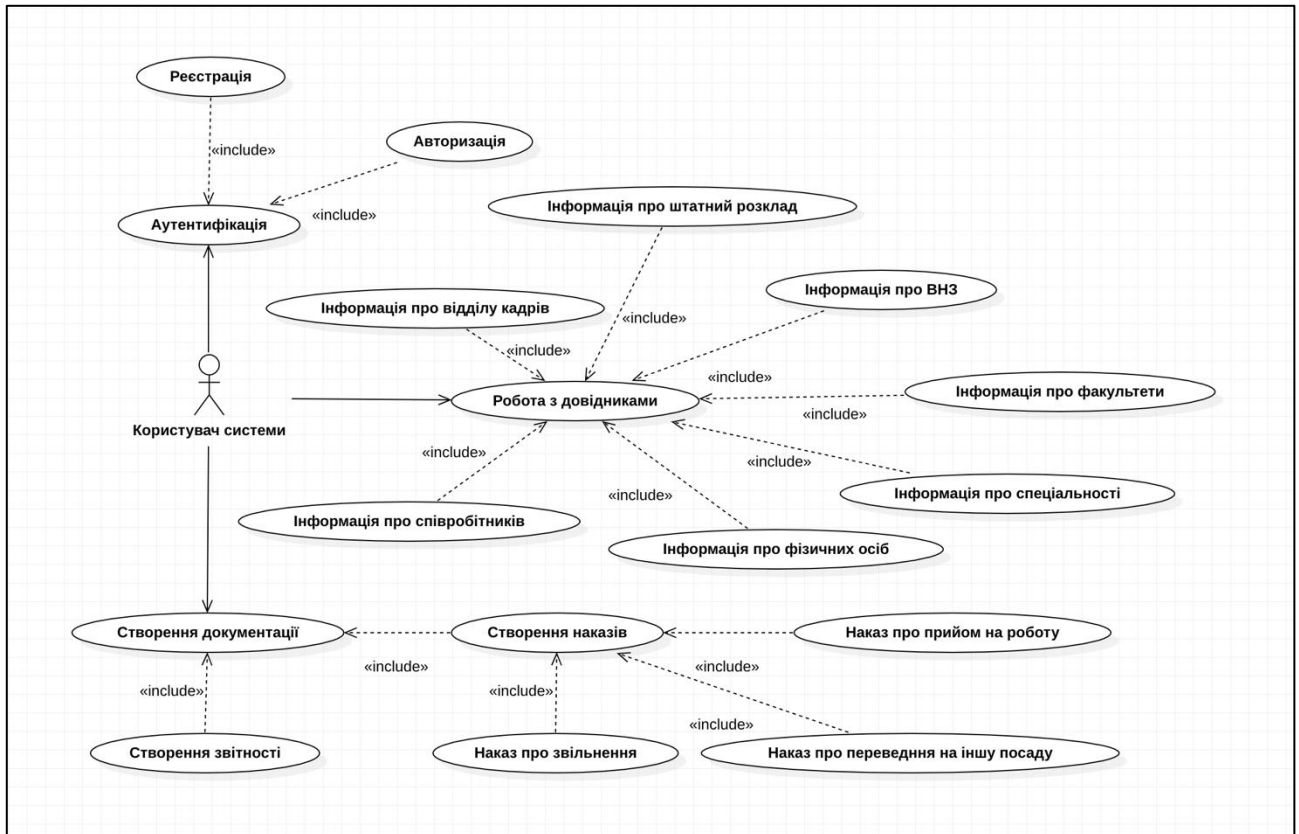 Реєстрація
«include»
Авторизація
«include»
Аутентифікація
Інформація про штатний розклад
Інформація про відділу кадрів
Інформація про ВНЗ
«include»
«include»
«include»
Інформація про факультети
Робота з довідниками
«include»
Користувач системи
«include»
«include»
Інформація про спеціальності
Інформація про співробітників
Інформація про фізичних осіб
Створення документації
Створення наказів
Наказ про прийом на роботу
«include»
«include»
«include»
«include»
«include»
Створення звітності
Наказ про звільнення
Наказ про переведння на іншу посаду